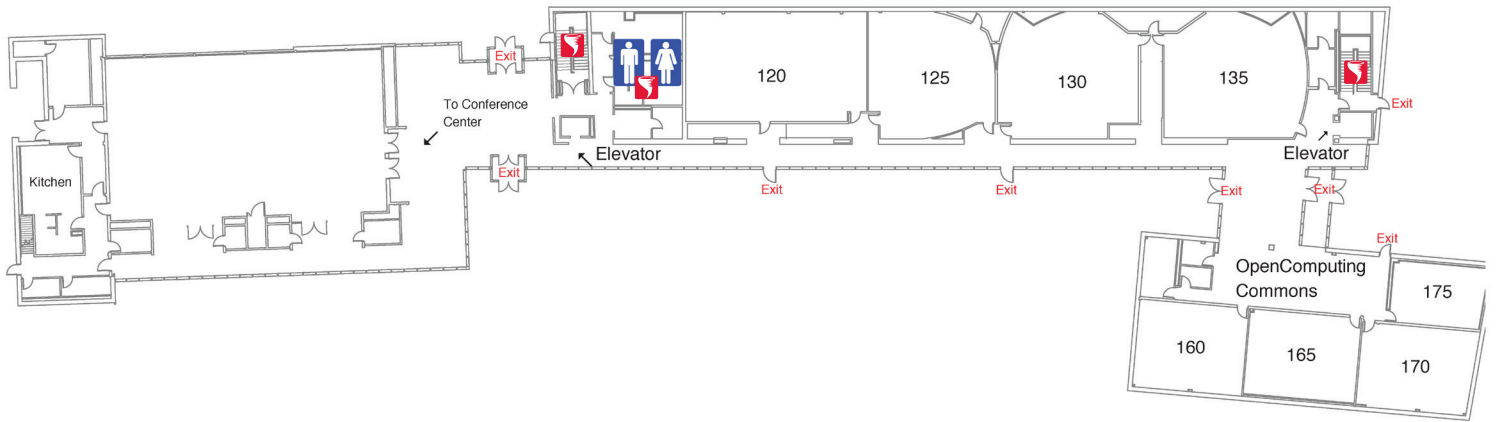 Exit
120
125
130
135
Exit
To Conference
Center
Elevator
Elevator
Exit
Kitchen
Exit
Exit
Exit
Exit
Exit
OpenComputing
Commons
175
160
165
170